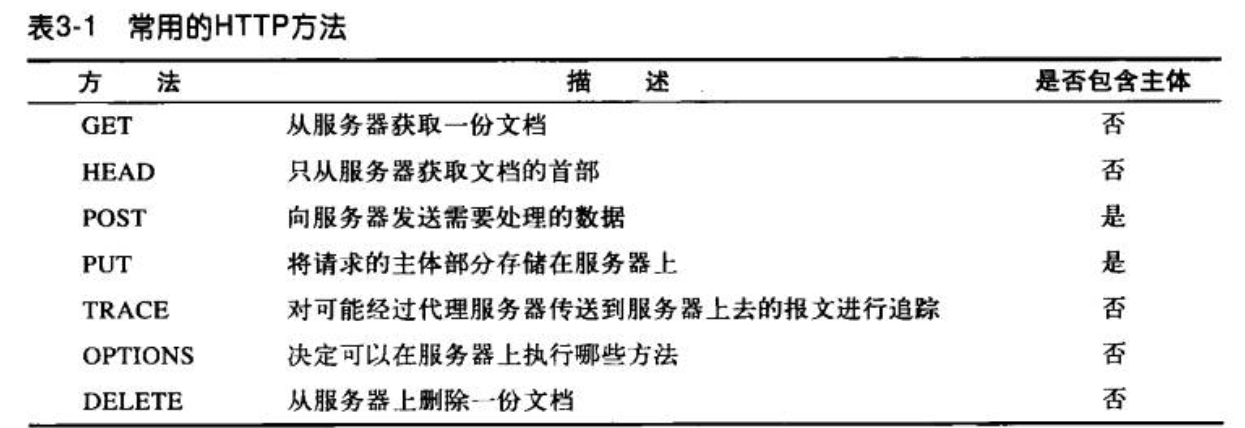 表3-1 常用的HTTP方法
方 法 描 述 是否包含主体
GET 从服务器获取一份文档 否
HEAD 只从服务器获取文档的首部 否
POST 向服务器发送需要处理的数据 是
PUT 将请求的主体部分存储在服务器上 是
TRACE 对可能经过代理服务器传送到服务器上去的报文进行追踪 否
OPTIONS 决定可以在服务器上执行哪些方法 否
DELETE 从服务器上删除一份文档 否